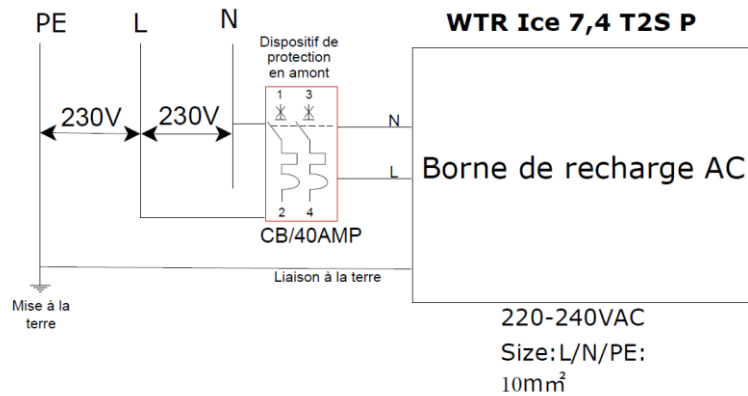 PE
L
N
Dispositif de
protection
en amont
WTR Ice 7,4 T2S P
230V
230V
1
3
2
4
CB/40AMP
N
L
Borne de recharge AC
Liaison à la terre
Mise à la
terre
220-240VAC
Size:L/N/PE:
10mm²